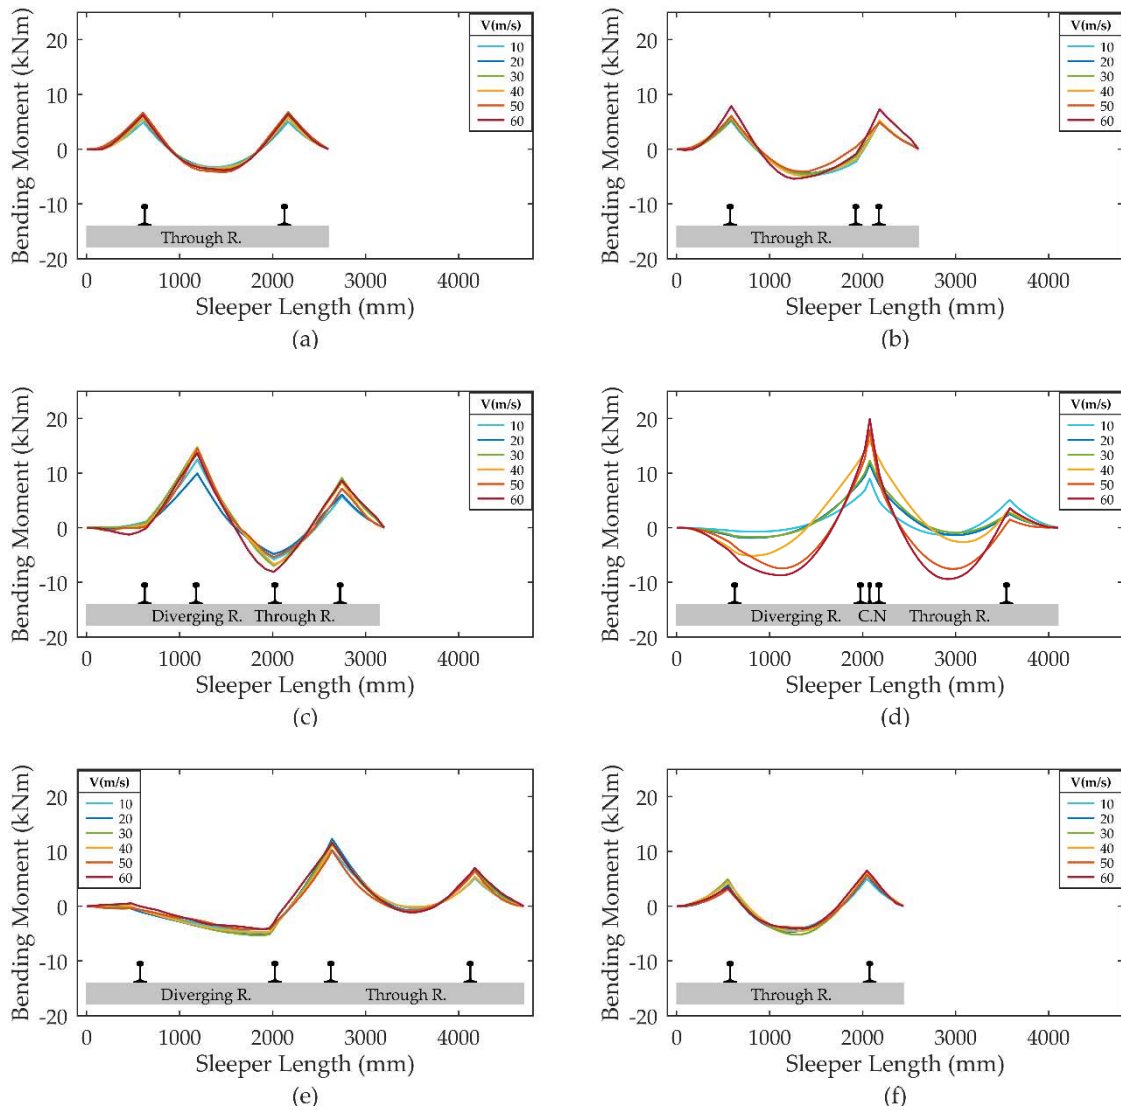 Bending Moment (kNm)
20
10
0
-10
-20
V(m/s)
10
20
30
40
50
60
Through R.
0 1000 2000 3000 4000
Sleeper Length (mm)
(a)
Bending Moment (kNm)
20
10
0
-10
-20
V(m/s)
10
20
30
40
50
60
Through R.
0 1000 2000 3000 4000
Sleeper Length (mm)
(b)
Bending Moment (kNm)
20
10
0
-10
-20
V(m/s)
10
20
30
40
50
60
Diverging R. Through R.
0 1000 2000 3000 4000
Sleeper Length (mm)
(c)
Bending Moment (kNm)
20
10
0
-10
-20
V(m/s)
10
20
30
40
50
60
Diverging R. C.N Through R.
0 1000 2000 3000 4000
Sleeper Length (mm)
(d)
Bending Moment (kNm)
20
10
0
-10
-20
V(m/s)
10
20
30
40
50
60
Diverging R. Through R.
0 1000 2000 3000 4000
Sleeper Length (mm)
(e)
Bending Moment (kNm)
20
10
0
-10
-20
V(m/s)
10
20
30
40
50
60
Through R.
0 1000 2000 3000 4000
Sleeper Length (mm)
(f)